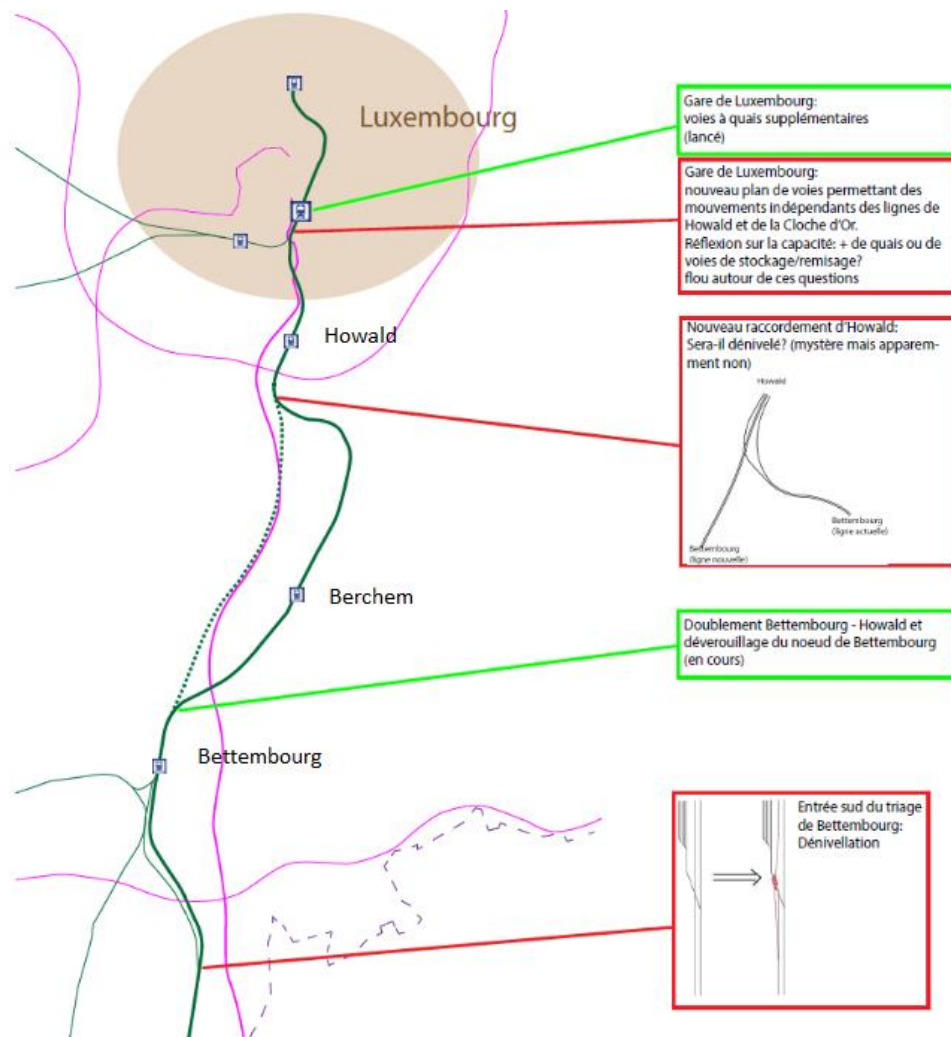 Luxembourg
Howald
Berchem
Bettembourg
Gare de Luxembourg:
voies à quais supplémentaires
(lancé)
Gare de Luxembourg:
nouveau plan de voies permettant des
mouvements indépendants des lignes de
Howald et de la Cloche d'Or.
Réflexion sur la capacité: + de quais ou de
voies de stockage/remisage?
flou autour de ces questions
Nouveau raccordement d'Howald:
Sera-il dénivelé? (mystère mais apparem-
ment non)
Howald
Bettembourg
(ligne actuelle)
Bettembourg
(ligne nouvelle)
Doublement Bettembourg - Howald et
déverouillage du noeud de Bettembourg
(en cours)
Entrée sud du triage
de Bettembourg:
Dénivellation